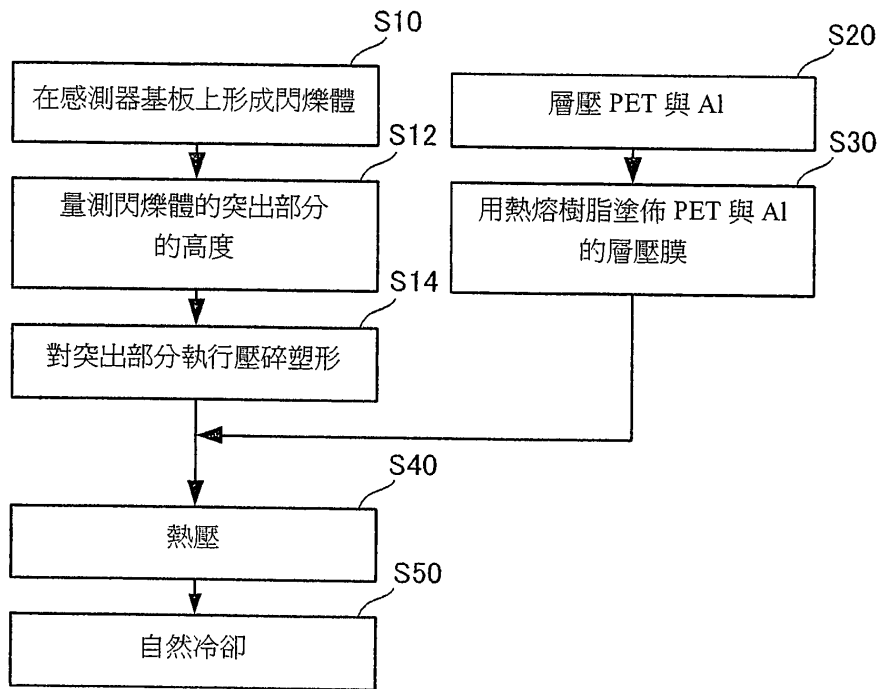 S10
在感測器基板上形成閃爍體
S12
量測閃爍體的突出部分
的高度
S14
對突出部分執行壓碎塑形
S20
層壓 PET 與 Al
S30
用熱熔樹脂塗佈 PET 與 Al
的層壓膜
S40
熱壓
S50
自然冷卻